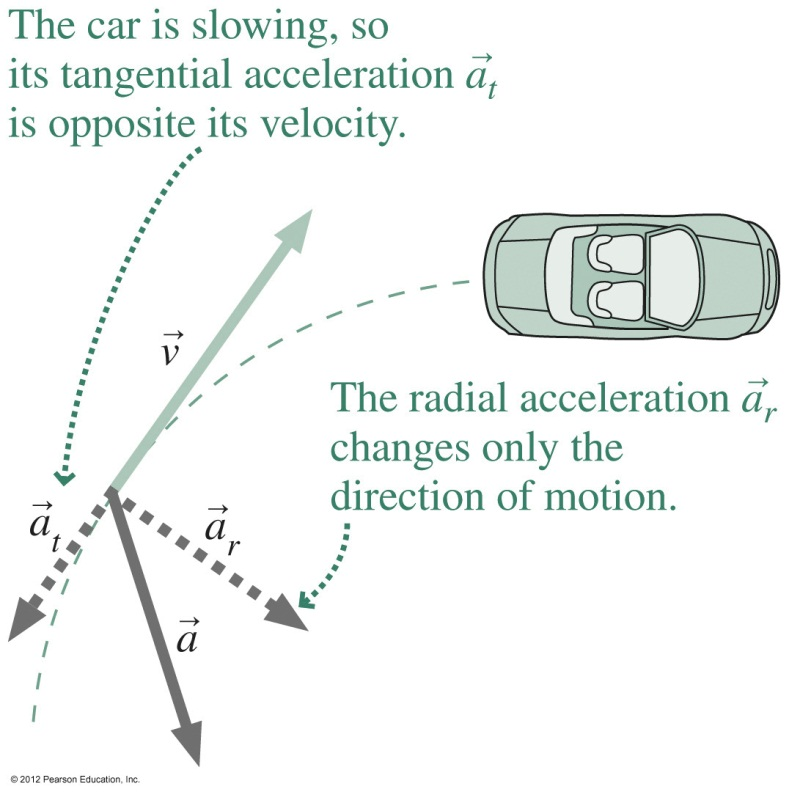 The car is slowing, so
its tangential acceleration a⃗ₜ
is opposite its velocity.
v⃗
The radial acceleration a⃗ᵣ
changes only the
direction of motion.
a⃗ₜ
a⃗ᵣ
a⃗
© 2012 Pearson Education, Inc.